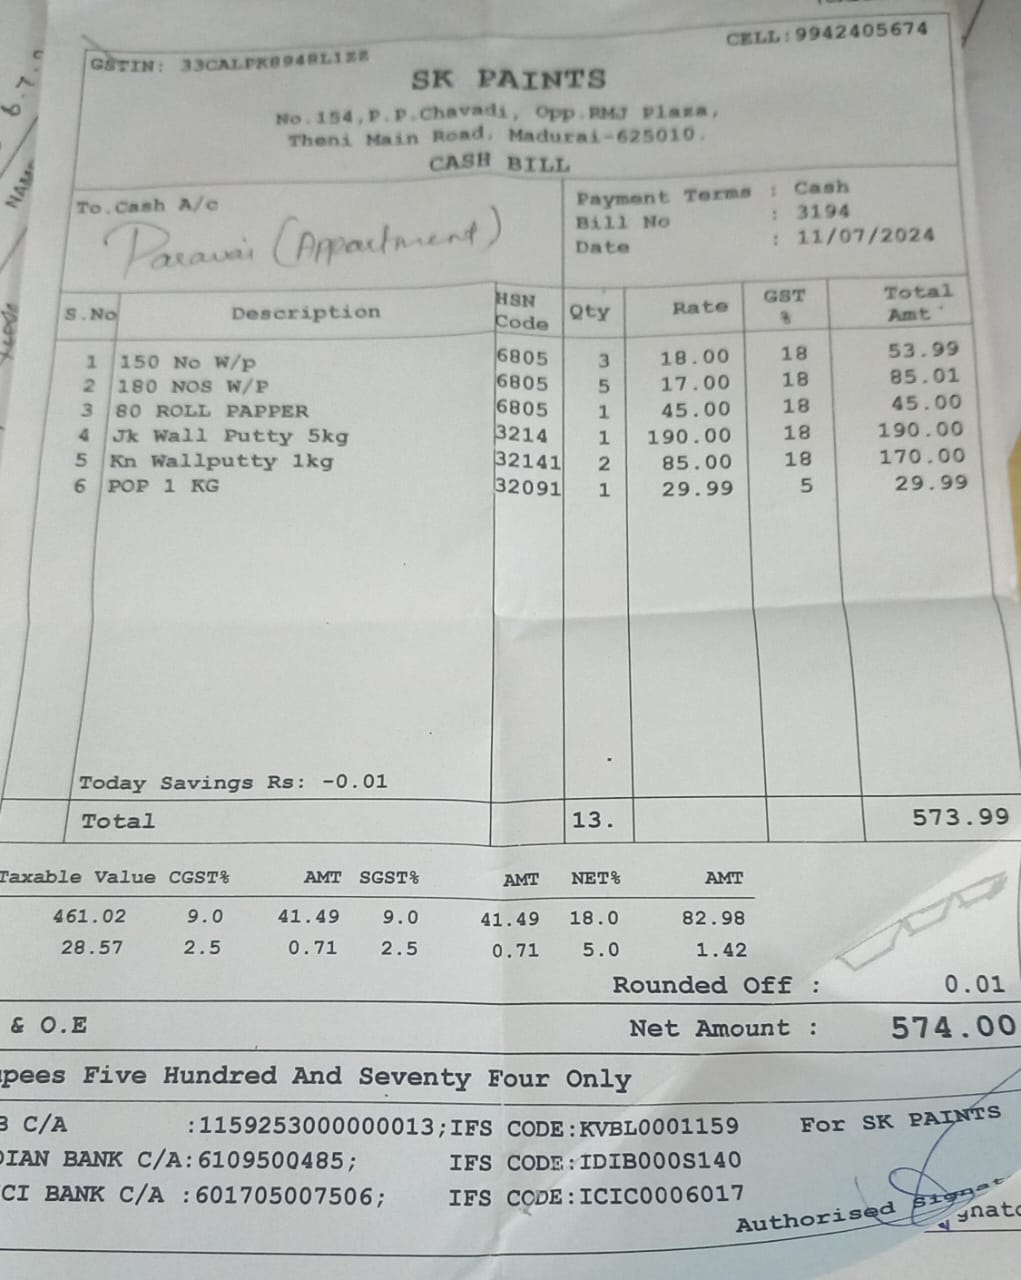 CELL:9942405674
GSTIN:
SK PAINTS
No.154,P.P.Chavadi, Opp.RMJ Plaza,
Theni Main Road, Madurai-625010.
CASH BILL
To.Cash A/c
Paravai (Appartment)
Payment Terms : Cash
Bill No : 3194
Date : 11/07/2024
S.No Description HSN Code Qty Rate GST % Total Amt
1 150 No W/p 6805 3 18.00 18 53.99
2 180 NOS W/P 6805 5 17.00 18 85.01
3 80 ROLL PAPPER 6805 1 45.00 18 45.00
4 Jk Wall Putty 5kg 3214 1 190.00 18 190.00
5 Kn Wallputty 1kg 32141 2 85.00 18 170.00
6 POP 1 KG 32091 1 29.99 5 29.99
Today Savings Rs: -0.01
Total 13. 573.99
Taxable Value CGST% AMT SGST% AMT NET% AMT
461.02 9.0 41.49 9.0 41.49 18.0 82.98
28.57 2.5 0.71 2.5 0.71 5.0 1.42
Rounded Off : 0.01
& O.E Net Amount : 574.00
upees Five Hundred And Seventy Four Only
B C/A :1159253000000013;IFS CODE:KVBL0001159 For SK PAINTS
DIAN BANK C/A:6109500485; IFS CODE:IDIB000S140
CI BANK C/A :601705007506; IFS CODE:ICIC0006017
Authorised Signat